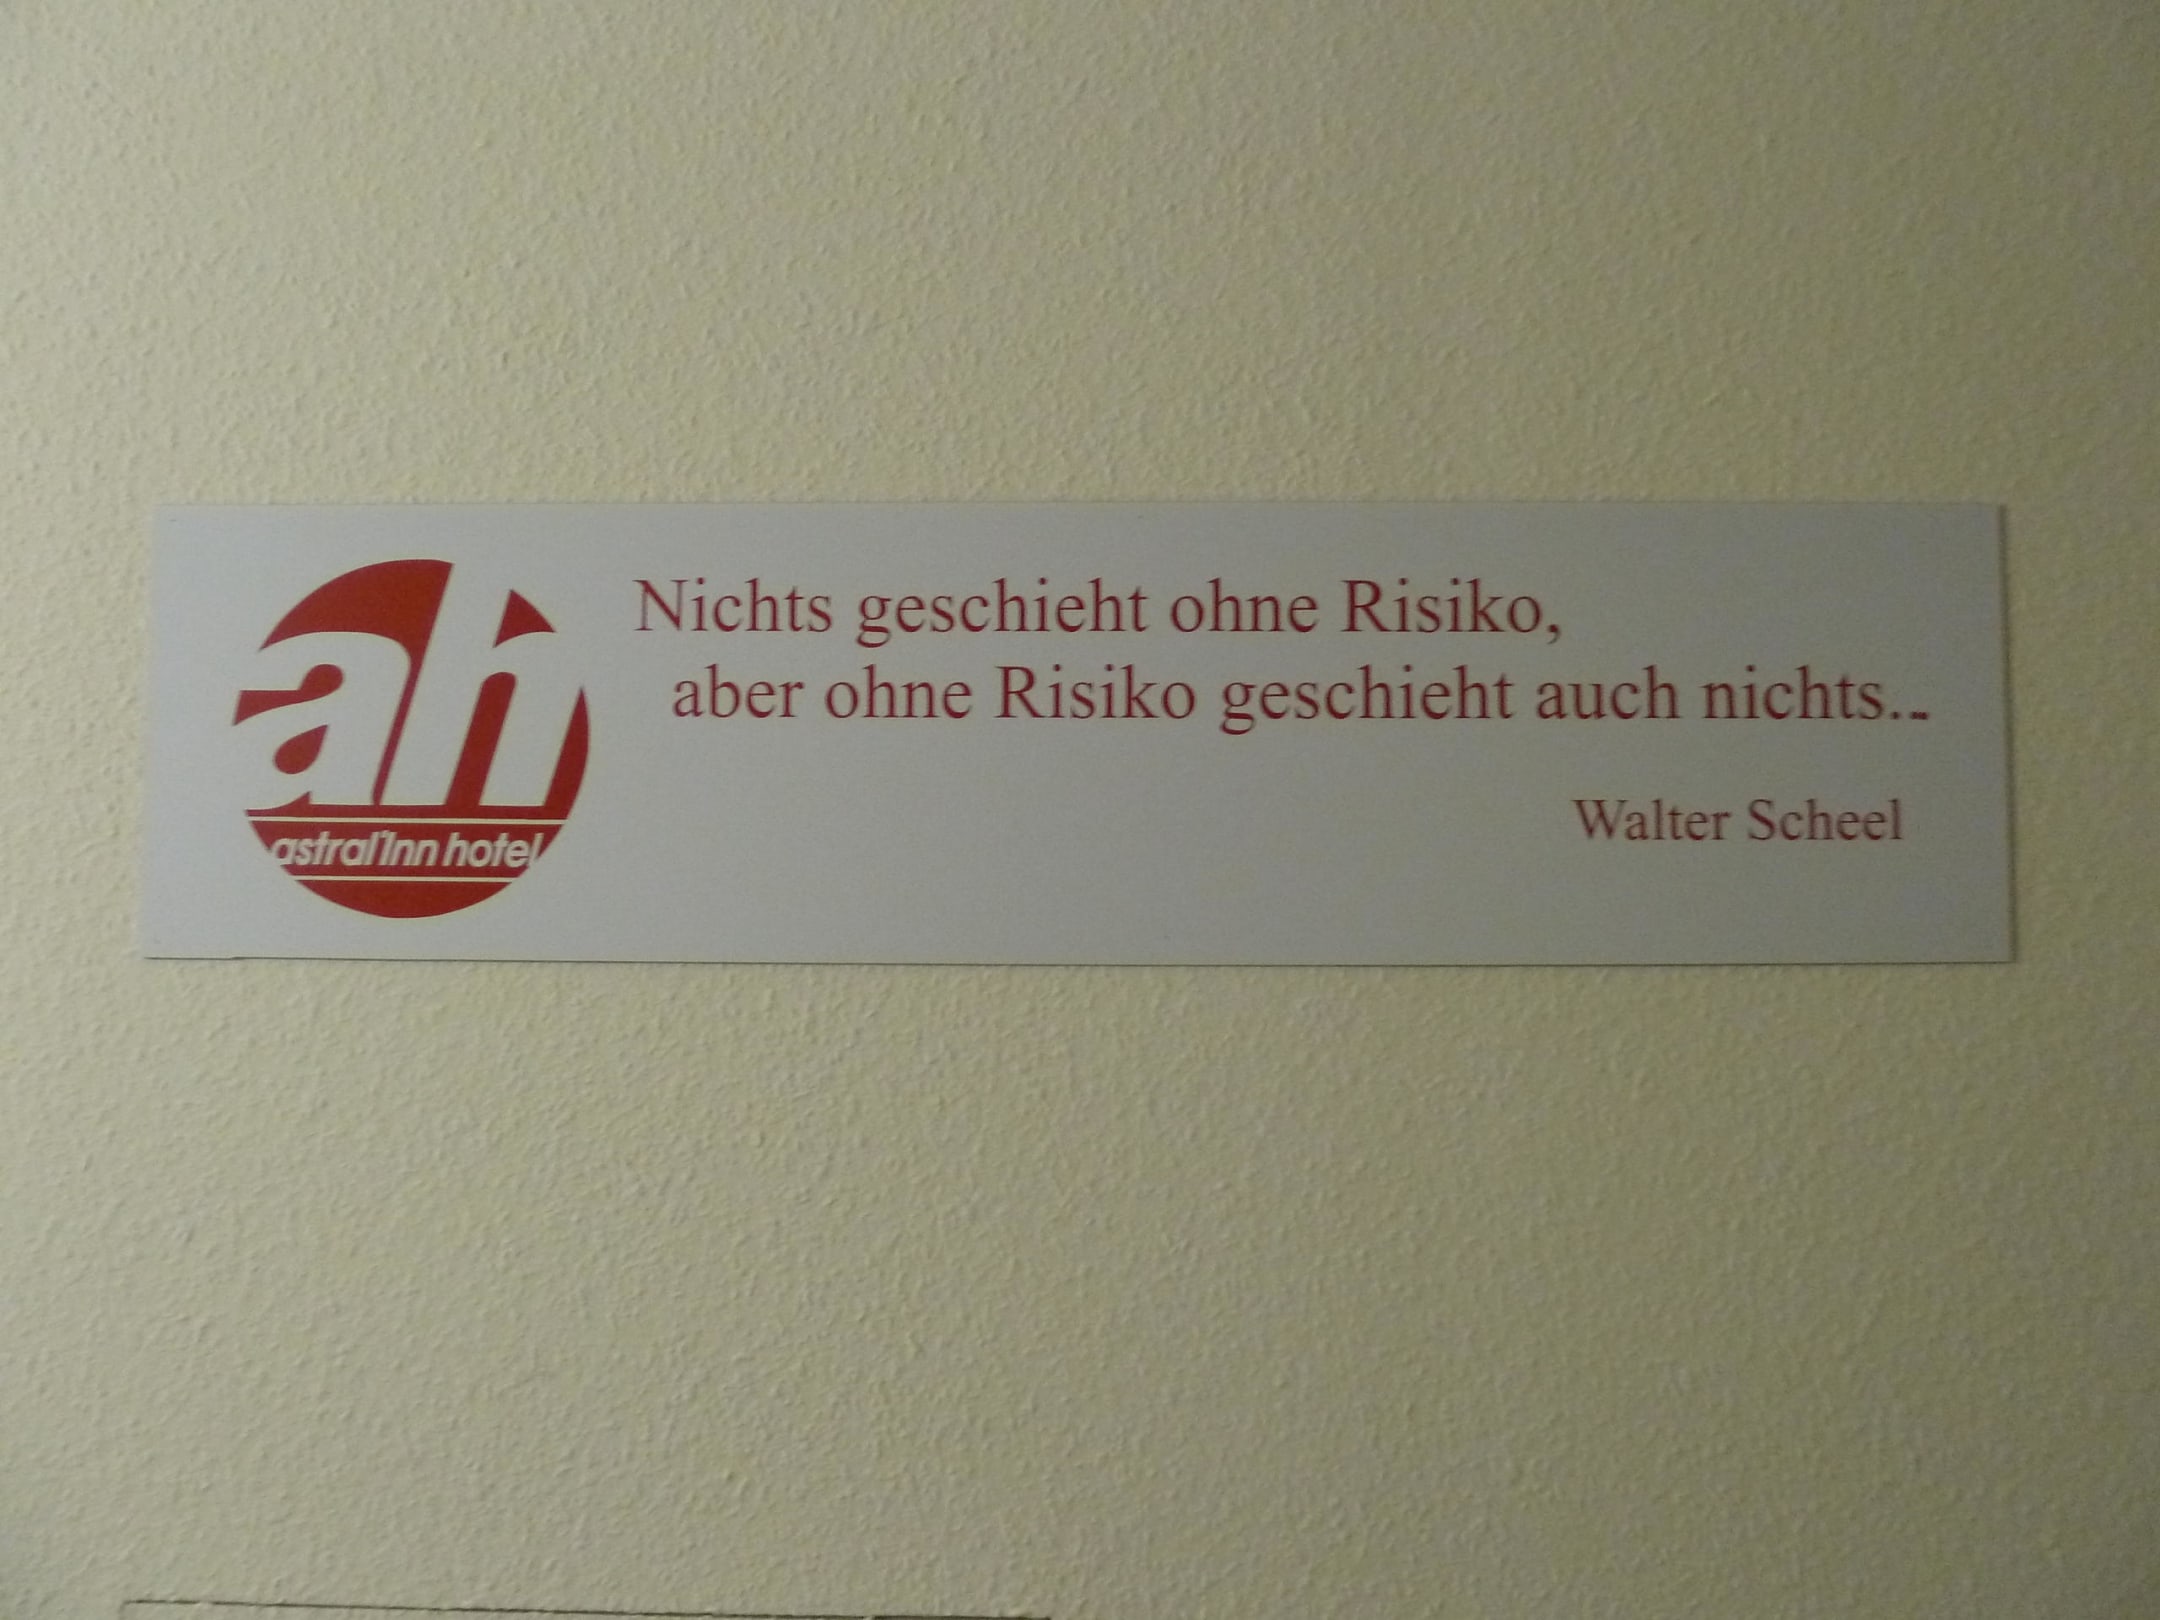 ah
astral'Inn hotel
Nichts geschieht ohne Risiko,
aber ohne Risiko geschieht auch nichts...
Walter Scheel